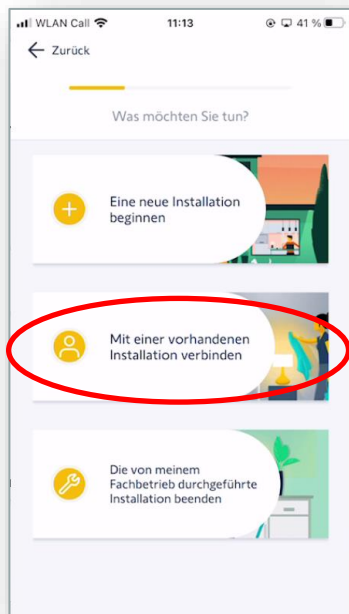 WLAN Call 11:13 41 %
Zurück
Was möchten Sie tun?
Eine neue Installation
beginnen
Mit einer vorhandenen
Installation verbinden
Die von meinem
Fachbetrieb durchgeführte
Installation beenden